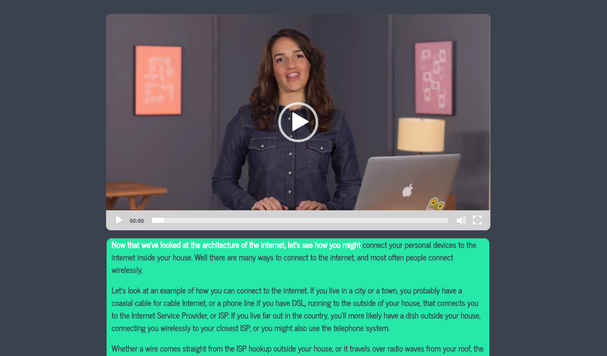 00:00
Now that we've looked at the architecture of the internet, let's see how you might connect your personal devices to the
internet inside your house. Well there are many ways to connect to the internet, and most often people connect
wirelessly.
Let's look at an example of how you can connect to the internet. If you live in a city or a town, you probably have a
coaxial cable for cable Internet, or a phone line if you have DSL, running to the outside of your house, that connects you
to the Internet Service Provider, or ISP. If you live far out in the country, you'll more likely have a dish outside your house,
connecting you wirelessly to your closest ISP, or you might also use the telephone system.
Whether a wire comes straight from the ISP hookup outside your house, or it travels over radio waves from your roof, the